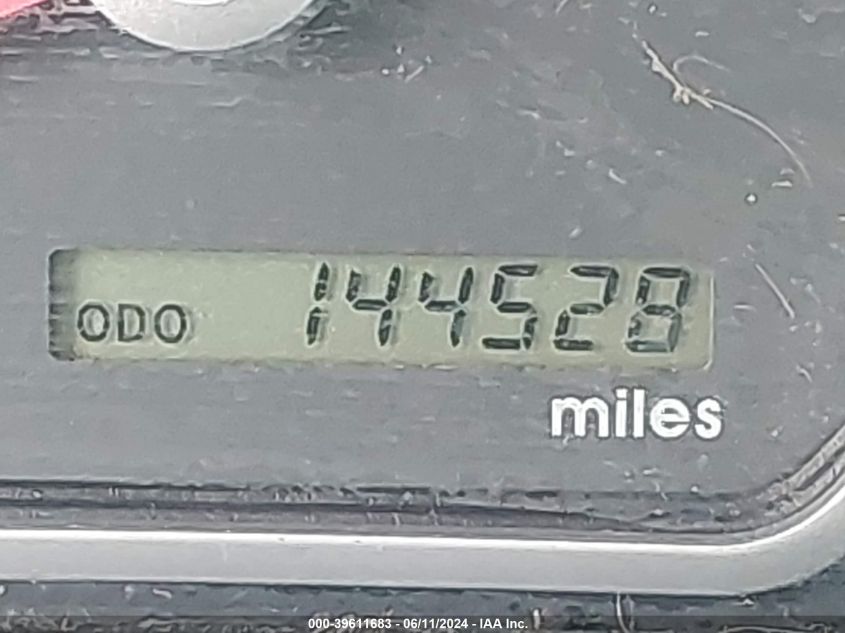 ODO 144528
miles
000-39611683 - 06/11/2024 - IAA Inc.